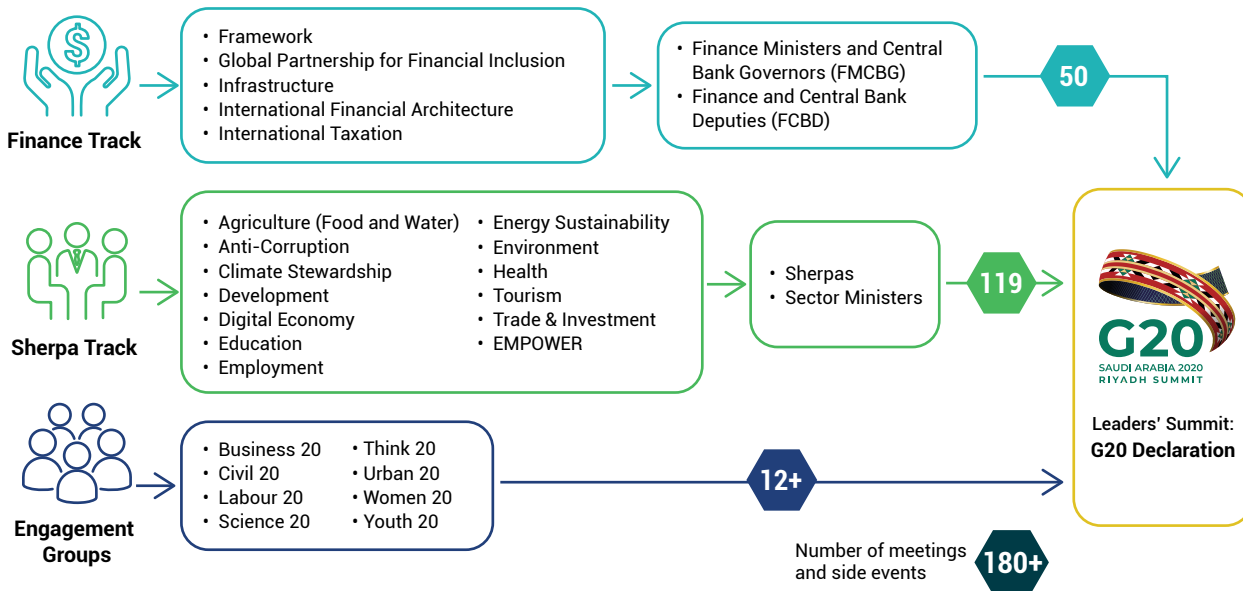 $
Finance Track
• Framework
• Global Partnership for Financial Inclusion
• Infrastructure
• International Financial Architecture
• International Taxation
• Finance Ministers and Central
Bank Governors (FMCBG)
• Finance and Central Bank
Deputies (FCBD)
50
Sherpa Track
• Agriculture (Food and Water)
• Anti-Corruption
• Climate Stewardship
• Development
• Digital Economy
• Education
• Employment
• Energy Sustainability
• Environment
• Health
• Tourism
• Trade & Investment
• EMPOWER
• Sherpas
• Sector Ministers
119
G20
SAUDI ARABIA 2020
RIYADH SUMMIT
Leaders' Summit:
G20 Declaration
Engagement
Groups
• Business 20
• Civil 20
• Labour 20
• Science 20
• Think 20
• Urban 20
• Women 20
• Youth 20
12+
Number of meetings
and side events
180+